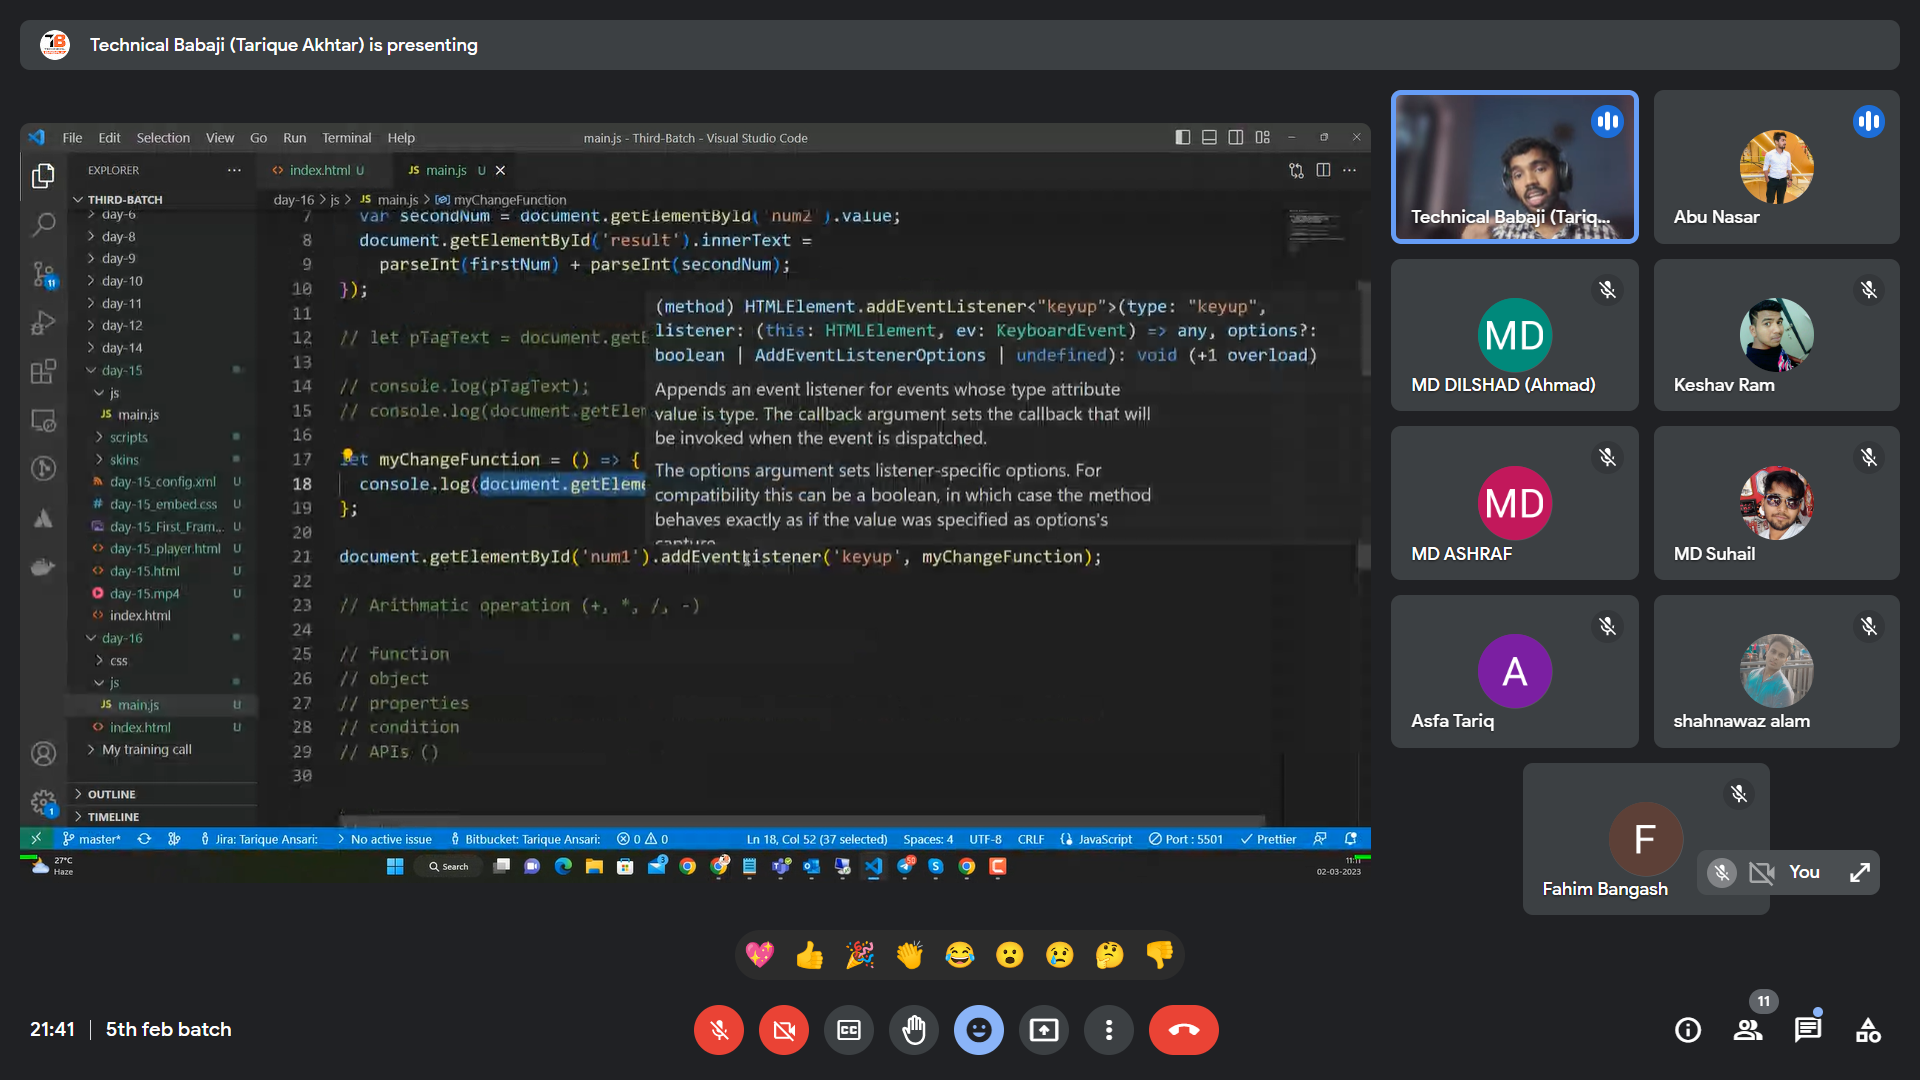 Technical Babaji (Tarique Akhtar) is presenting
File Edit Selection View Go Run Terminal Help
main.js - Third-Batch - Visual Studio Code
EXPLORER
index.html U
JS main.js U
THIRD-BATCH
day-16 > js > JS main.js > myChangeFunction
day-6
day-8
day-9
day-10
day-11
day-12
day-14
day-15
js
JS main.js
scripts
skins
day-15_config.xml U
# day-15_embed.css U
day-15_First_Fram... U
day-15_player.html U
day-15.html U
day-15.mp4 U
index.html
day-16
css
js
JS main.js U
index.html U
My training call
OUTLINE
TIMELINE
11
1
7 var secondNum = document.getElementById('num2').value;
8 document.getElementById('result').innerText =
9 parseInt(firstNum) + parseInt(secondNum);
10 });
11
12 // let pTagText = document.getE
13
14 // console.log(pTagText);
15 // console.log(document.getElem
16
17 let myChangeFunction = () => {
18 console.log(document.getEleme
19 };
20
21 document.getElementById('num1').addEventListener('keyup', myChangeFunction);
22
23 // Arithmatic operation (+, *, /, -)
24
25 // function
26 // object
27 // properties
28 // condition
29 // APIs ()
30
(method) HTMLElement.addEventListener<"keyup">(type: "keyup",
listener: (this: HTMLElement, ev: KeyboardEvent) => any, options?:
boolean | AddEventListenerOptions | undefined): void (+1 overload)
Appends an event listener for events whose type attribute
value is type. The callback argument sets the callback that will
be invoked when the event is dispatched.
The options argument sets listener-specific options. For
compatibility this can be a boolean, in which case the method
behaves exactly as if the value was specified as options's
capture.
master* Jira: Tarique Ansari: No active issue Bitbucket: Tarique Ansari: 0 0 Ln 18, Col 52 (37 selected) Spaces: 4 UTF-8 CRLF JavaScript Port : 5501 Prettier
27°C
Haze
Search
02-03-2023
Technical Babaji (Tariq...
Abu Nasar
MD
MD DILSHAD (Ahmad)
Keshav Ram
MD
MD ASHRAF
MD Suhail
A
Asfa Tariq
shahnawaz alam
F
Fahim Bangash
You
21:41 | 5th feb batch
11